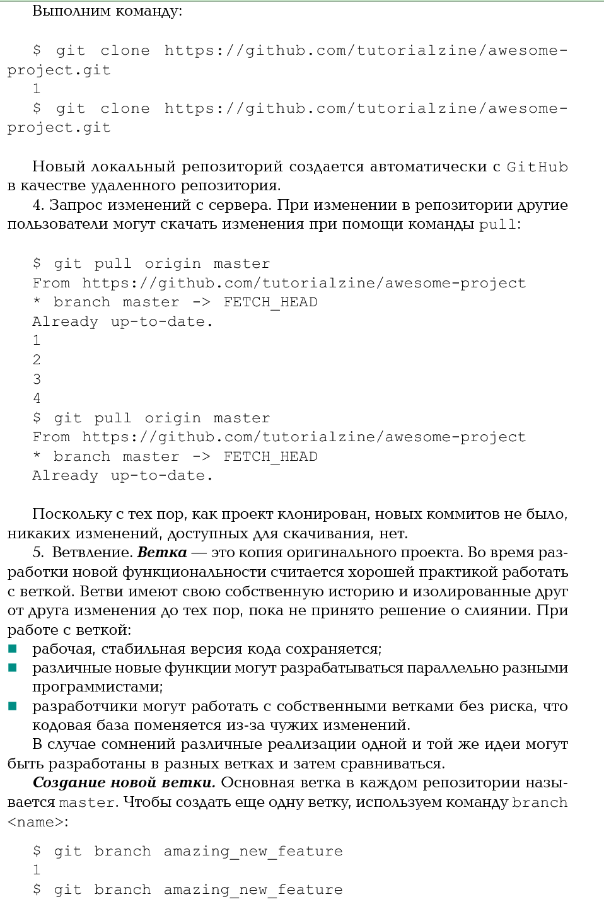 Выполним команду:
$ git clone https://github.com/tutorialzine/awesome-
project.git
1
$ git clone https://github.com/tutorialzine/awesome-
project.git
Новый локальный репозиторий создается автоматически с GitHub
в качестве удаленного репозитория.
4. Запрос изменений с сервера. При изменении в репозитории другие
пользователи могут скачать изменения при помощи команды pull:
$ git pull origin master
From https://github.com/tutorialzine/awesome-project
* branch master -> FETCH_HEAD
Already up-to-date.
1
2
3
4
$ git pull origin master
From https://github.com/tutorialzine/awesome-project
* branch master -> FETCH_HEAD
Already up-to-date.
Поскольку с тех пор, как проект клонирован, новых коммитов не было,
никаких изменений, доступных для скачивания, нет.
5. Ветвление. Ветка — это копия оригинального проекта. Во время раз-
работки новой функциональности считается хорошей практикой работать
с веткой. Ветви имеют свою собственную историю и изолированные друг
от друга изменения до тех пор, пока не принято решение о слиянии. При
работе с веткой:
■ рабочая, стабильная версия кода сохраняется;
■ различные новые функции могут разрабатываться параллельно разными
программистами;
■ разработчики могут работать с собственными ветками без риска, что
кодовая база поменяется из-за чужих изменений.
В случае сомнений различные реализации одной и той же идеи могут
быть разработаны в разных ветках и затем сравниваться.
Создание новой ветки. Основная ветка в каждом репозитории назы-
вается master. Чтобы создать еще одну ветку, используем команду branch
<name>:
$ git branch amazing_new_feature
1
$ git branch amazing_new_feature